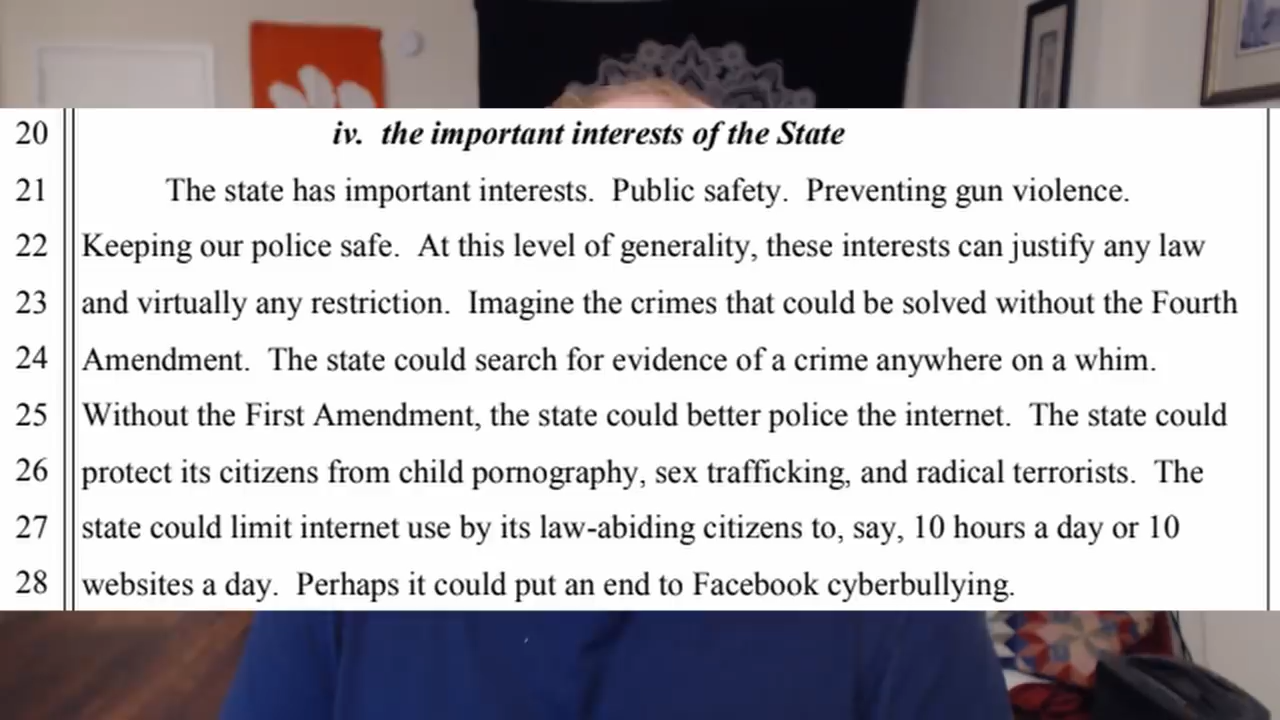 20 iv. the important interests of the State
21 The state has important interests. Public safety. Preventing gun violence.
22 Keeping our police safe. At this level of generality, these interests can justify any law
23 and virtually any restriction. Imagine the crimes that could be solved without the Fourth
24 Amendment. The state could search for evidence of a crime anywhere on a whim.
25 Without the First Amendment, the state could better police the internet. The state could
26 protect its citizens from child pornography, sex trafficking, and radical terrorists. The
27 state could limit internet use by its law-abiding citizens to, say, 10 hours a day or 10
28 websites a day. Perhaps it could put an end to Facebook cyberbullying.